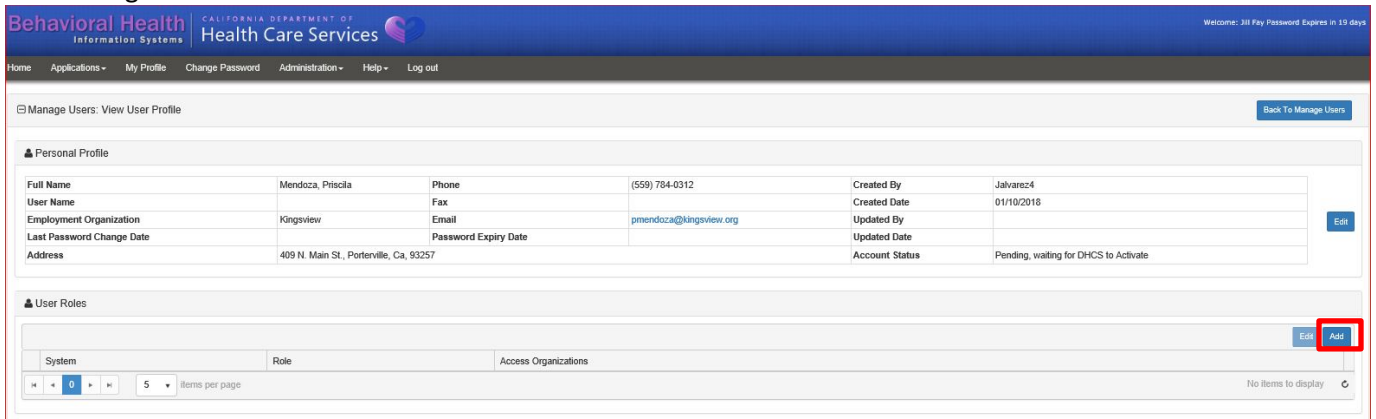 Behavioral Health
Information Systems
CALIFORNIA DEPARTMENT OF
Health Care Services
Welcome: Jill Fay Password Expires in 19 days
Home Applications My Profile Change Password Administration Help Log out
Manage Users: View User Profile Back To Manage Users
Personal Profile
Full Name Mendoza, Priscila Phone (559) 784-0312 Created By Jalvarez4
User Name Fax Created Date 01/10/2018
Employment Organization Kingsview Email pmendoza@kingsview.org Updated By Edit
Last Password Change Date Password Expiry Date Updated Date
Address 409 N. Main St., Porterville, Ca, 93257 Account Status Pending, waiting for DHCS to Activate
User Roles
Edit Add
System Role Access Organizations
0 5 items per page No items to display